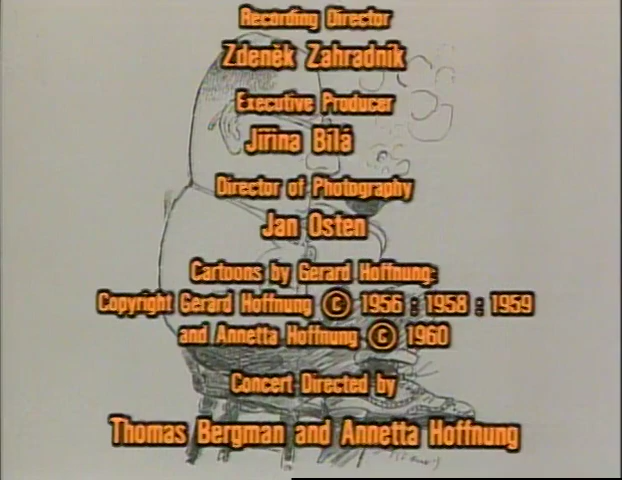 Recording Director
Zdeněk Zahradník
Executive Producer
Jiřina Bílá
Director of Photography
Jan Osten
Cartoons by Gerard Hoffnung:
Copyright Gerard Hoffnung © 1956 : 1958 : 1959
and Annetta Hoffnung © 1960
Concert Directed by
Thomas Bergman and Annetta Hoffnung